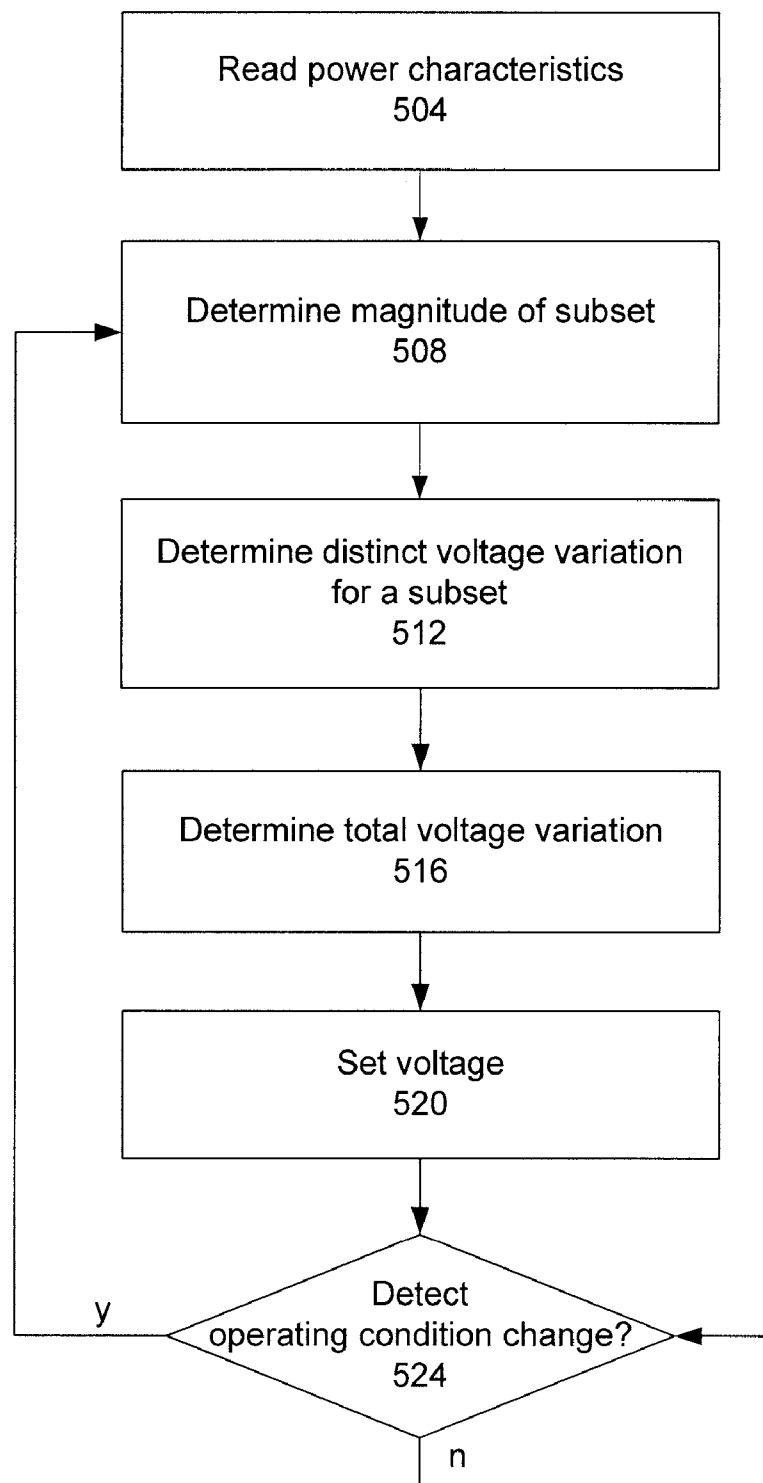 Read power characteristics
504
Determine magnitude of subset
508
Determine distinct voltage variation
for a subset
512
Determine total voltage variation
516
Set voltage
520
Detect
operating condition change?
524
y
n